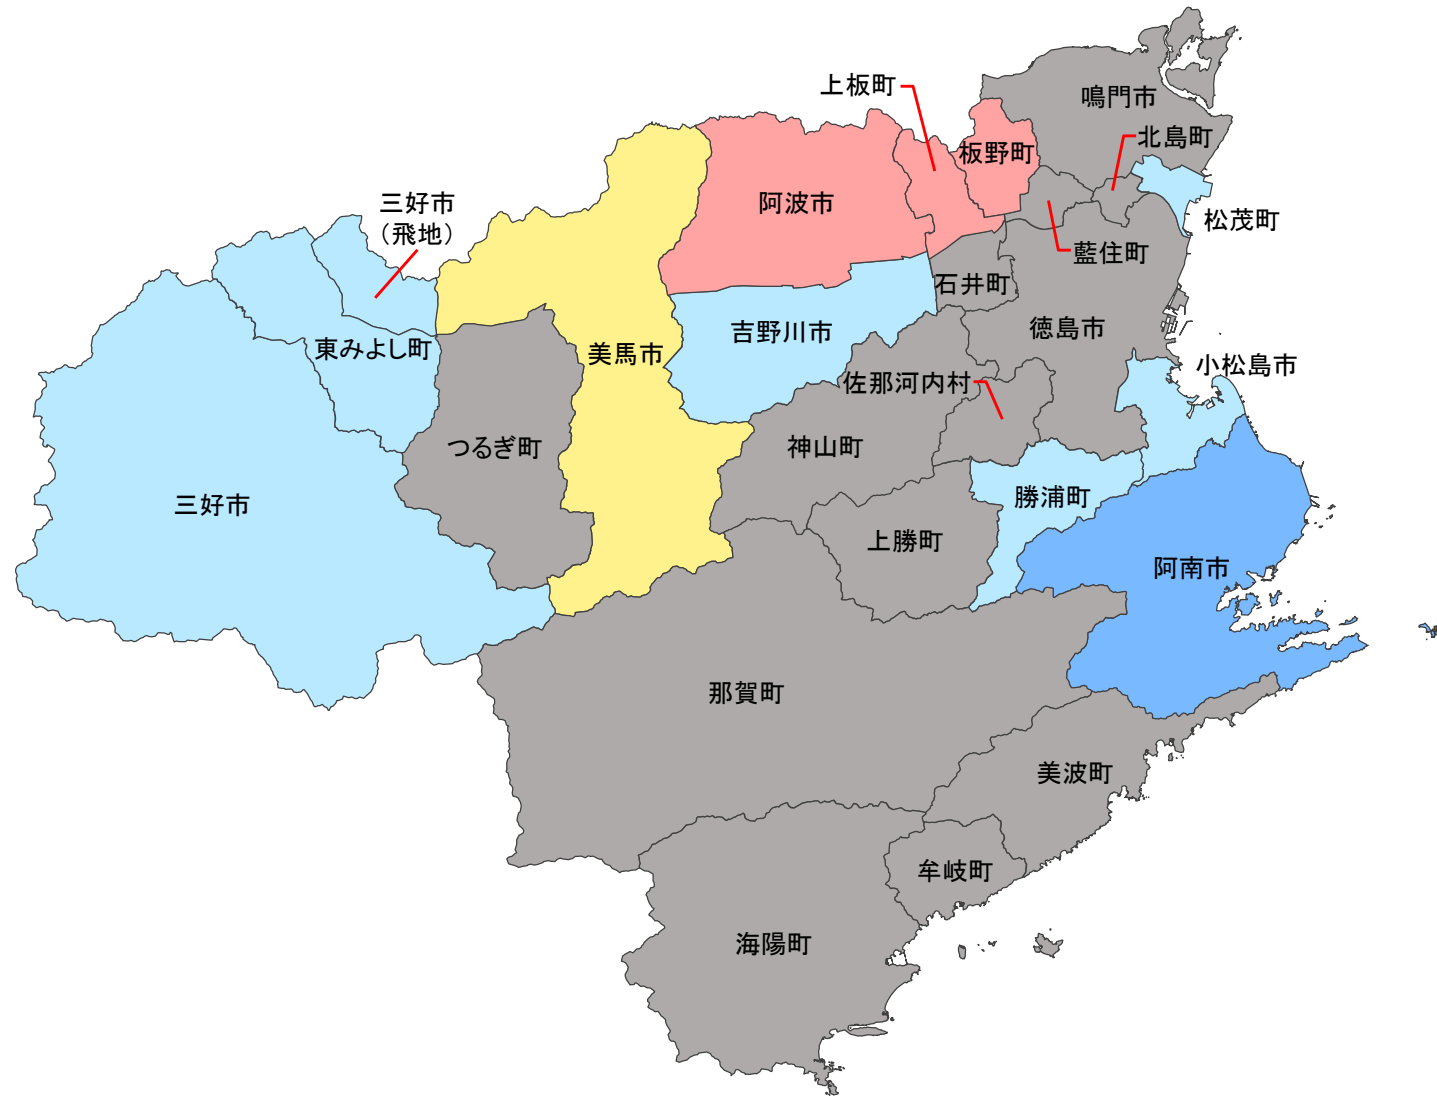 上板町
鳴門市
北島町
板野町
三好市
（飛地）
阿波市
松茂町
藍住町
石井町
吉野川市
徳島市
東みよし町
美馬市
小松島市
佐那河内村
つるぎ町
神山町
三好市
勝浦町
上勝町
阿南市
那賀町
美波町
牟岐町
海陽町